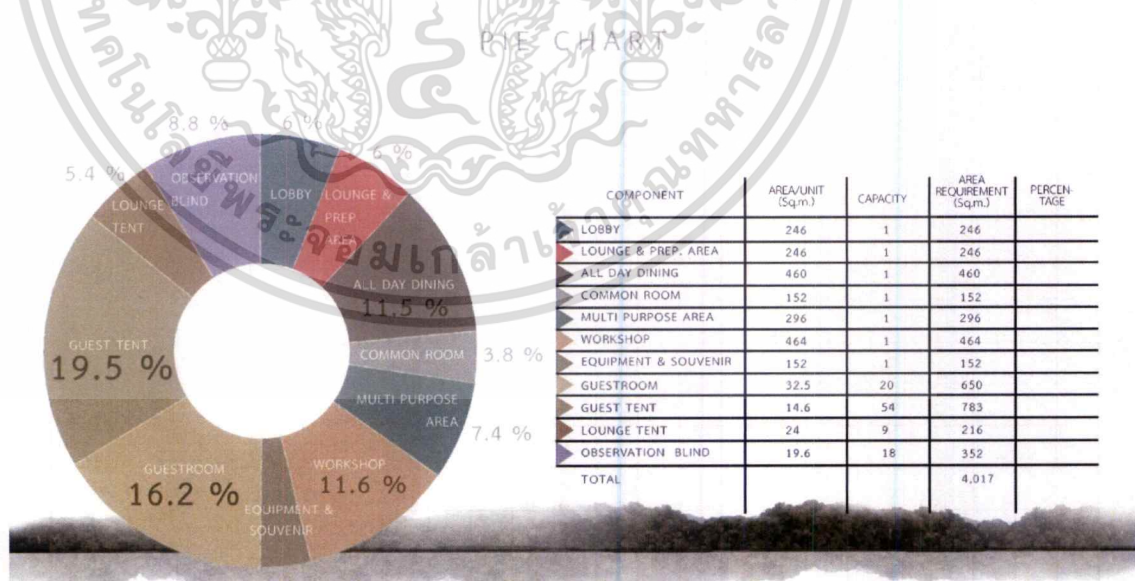 PIE CHART
8.8 %
6 %
6 %
5.4 %
OBSERVATION
BLIND
LOBBY
LOUNGE &
PREP.
AREA
LOUNGE
TENT
ALL DAY DINING
11.5 %
GUEST TENT
19.5 %
COMMON ROOM
3.8 %
MULTI PURPOSE
AREA
7.4 %
GUESTROOM
16.2 %
WORKSHOP
11.6 %
EQUIPMENT &
SOUVENIR
COMPONENT AREA/UNIT (Sq.m.) CAPACITY AREA REQUIREMENT (Sq.m.) PERCEN-TAGE
LOBBY 246 1 246
LOUNGE & PREP. AREA 246 1 246
ALL DAY DINING 460 1 460
COMMON ROOM 152 1 152
MULTI PURPOSE AREA 296 1 296
WORKSHOP 464 1 464
EQUIPMENT & SOUVENIR 152 1 152
GUESTROOM 32.5 20 650
GUEST TENT 14.6 54 783
LOUNGE TENT 24 9 216
OBSERVATION BLIND 19.6 18 352
TOTAL 4,017